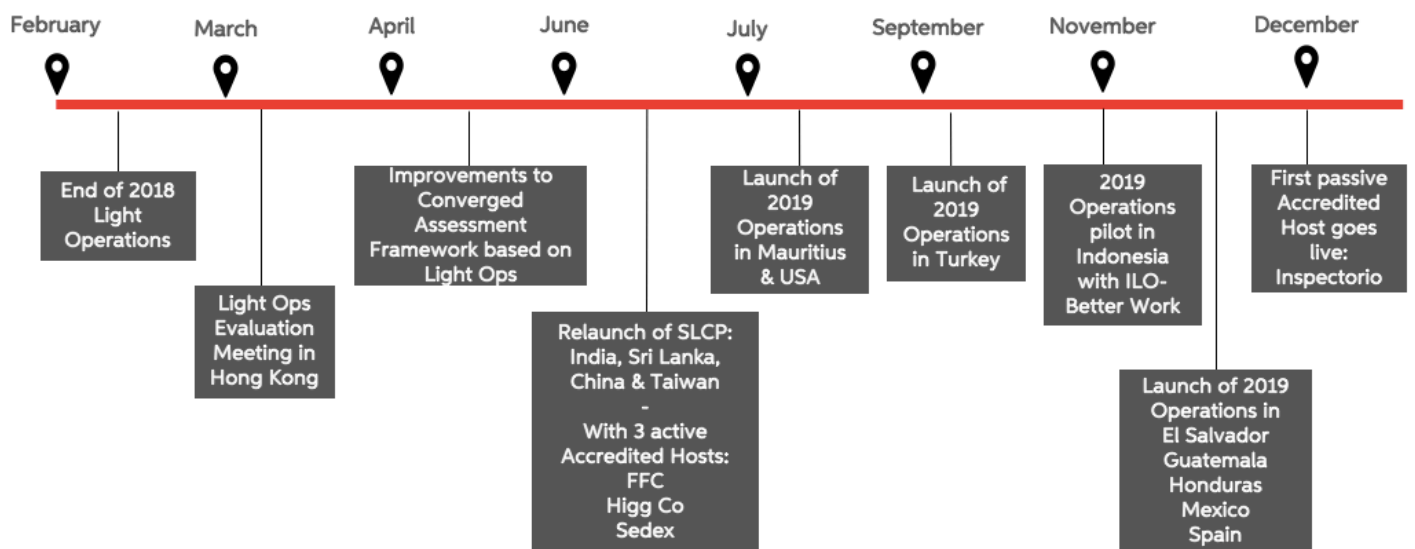 February
March
April
June
July
September
November
December
End of 2018
Light
Operations
Light Ops
Evaluation
Meeting in
Hong Kong
Improvements to
Converged
Assessment
Framework based on
Light Ops
Relaunch of SLCP:
India, Sri Lanka,
China & Taiwan
-
With 3 active
Accredited Hosts:
FFC
Higg Co
Sedex
Launch of
2019
Operations
in Mauritius
& USA
Launch of
2019
Operations
in Turkey
2019
Operations
pilot in
Indonesia
with ILO-
Better Work
Launch of 2019
Operations in
El Salvador
Guatemala
Honduras
Mexico
Spain
First passive
Accredited
Host goes
live:
Inspectorio